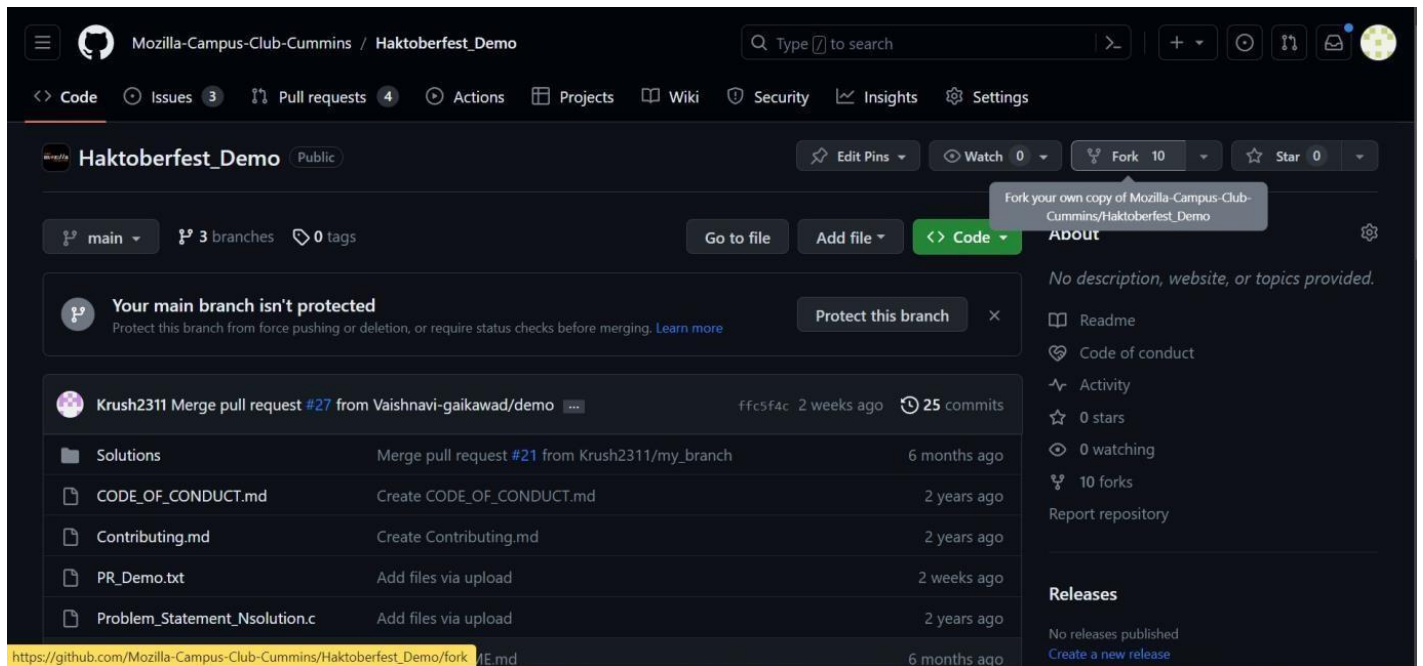 Mozilla-Campus-Club-Cummins / Haktoberfest_Demo
Type / to search
Code Issues 3 Pull requests 4 Actions Projects Wiki Security Insights Settings
Haktoberfest_Demo Public
Edit Pins Watch 0 Fork 10 Star 0
Fork your own copy of Mozilla-Campus-Club-
Cummins/Haktoberfest_Demo
main 3 branches 0 tags
Go to file Add file <> Code
About
No description, website, or topics provided.
Your main branch isn't protected
Protect this branch from force pushing or deletion, or require status checks before merging. Learn more
Protect this branch
Readme
Code of conduct
Activity
0 stars
0 watching
10 forks
Report repository
Krush2311 Merge pull request #27 from Vaishnavi-gaikawad/demo ... ffc5f4c 2 weeks ago 25 commits
Solutions Merge pull request #21 from Krush2311/my_branch 6 months ago
CODE_OF_CONDUCT.md Create CODE_OF_CONDUCT.md 2 years ago
Contributing.md Create Contributing.md 2 years ago
PR_Demo.txt Add files via upload 2 weeks ago
Problem_Statement_Nsolution.c Add files via upload 2 years ago
ME.md 6 months ago
Releases
No releases published
Create a new release
https://github.com/Mozilla-Campus-Club-Cummins/Haktoberfest_Demo/fork